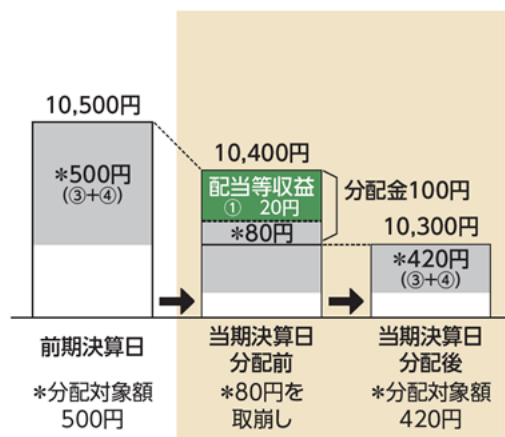 10,500円
*500円
(③+④)
10,400円
配当等収益
① 20円
*80円
分配金100円
10,300円
*420円
(③+④)
前期決算日
当期決算日
分配前
当期決算日
分配後
*分配対象額
500円
*80円を
取崩し
*分配対象額
420円